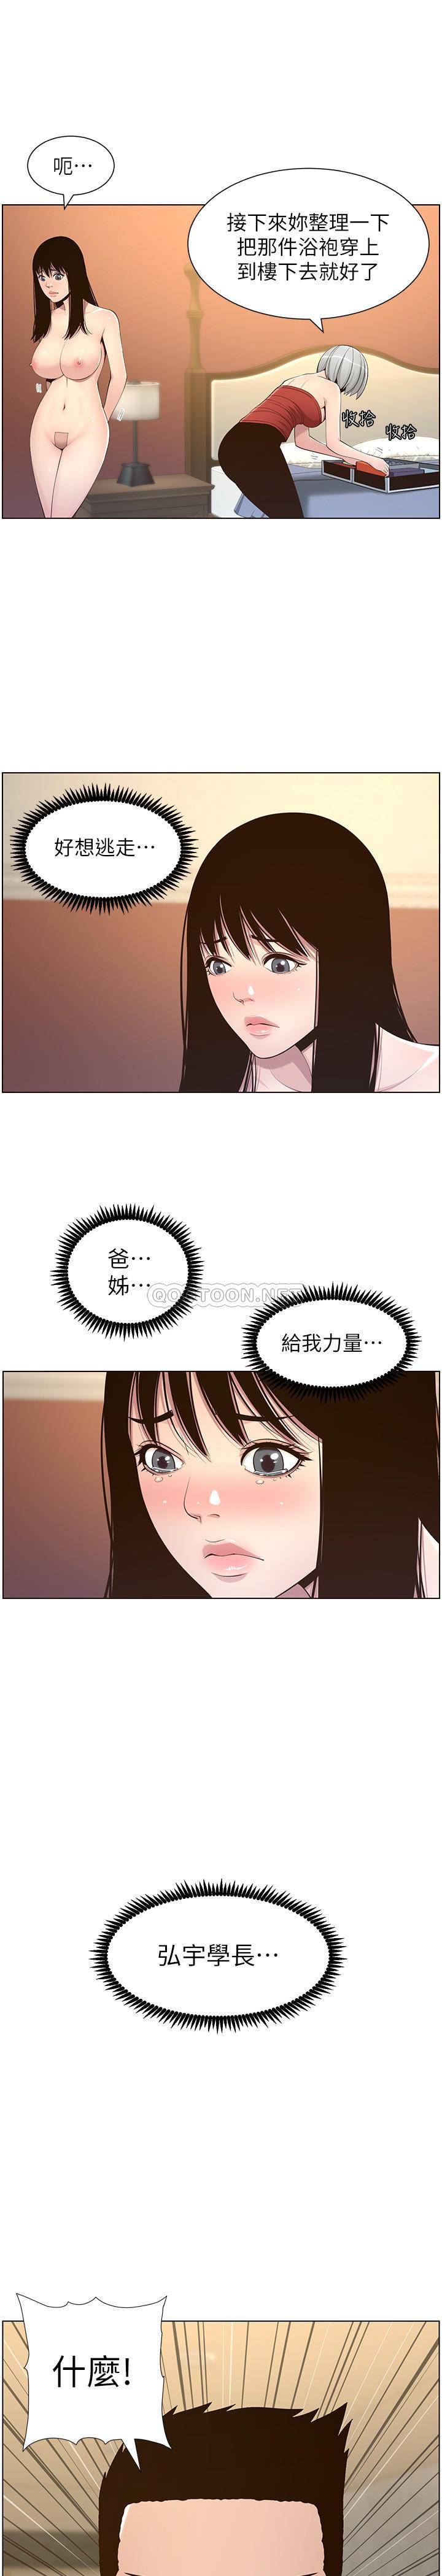 呃⋯
接下來妳整理一下
把那件浴袍穿上
到樓下去就好了
收拾
收拾
好想逃走⋯
爸⋯
姊⋯
給我力量⋯
弘宇學長⋯
什麼!